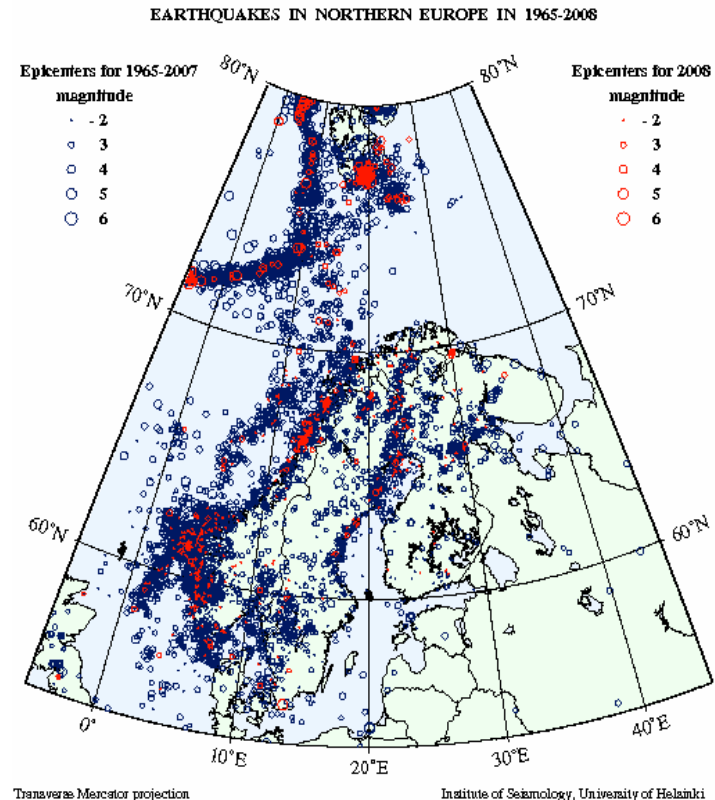 EARTHQUAKES IN NORTHERN EUROPE IN 1965-2008
Epicenters for 1965-2007
magnitude
- 2
3
4
5
6
Epicenters for 2008
magnitude
- 2
3
4
5
6
80°N
80°N
70°N
70°N
60°N
60°N
0°
10°E
20°E
30°E
40°E
Transverse Mercator projection
Institute of Seismology, University of Helsinki